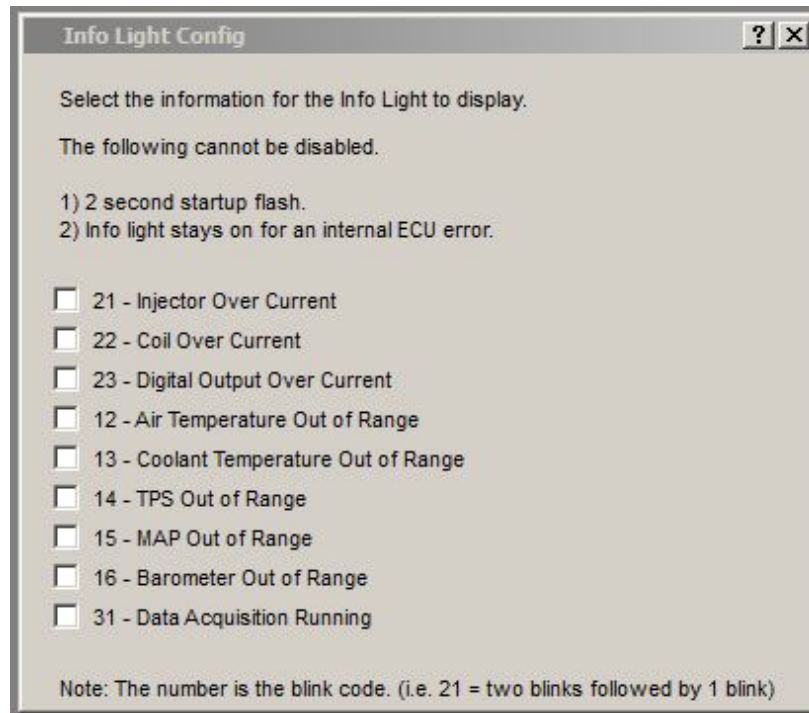 Info Light Config
Select the information for the Info Light to display.
The following cannot be disabled.
1) 2 second startup flash.
2) Info light stays on for an internal ECU error.
21 - Injector Over Current
22 - Coil Over Current
23 - Digital Output Over Current
12 - Air Temperature Out of Range
13 - Coolant Temperature Out of Range
14 - TPS Out of Range
15 - MAP Out of Range
16 - Barometer Out of Range
31 - Data Acquisition Running
Note: The number is the blink code. (i.e. 21 = two blinks followed by 1 blink)